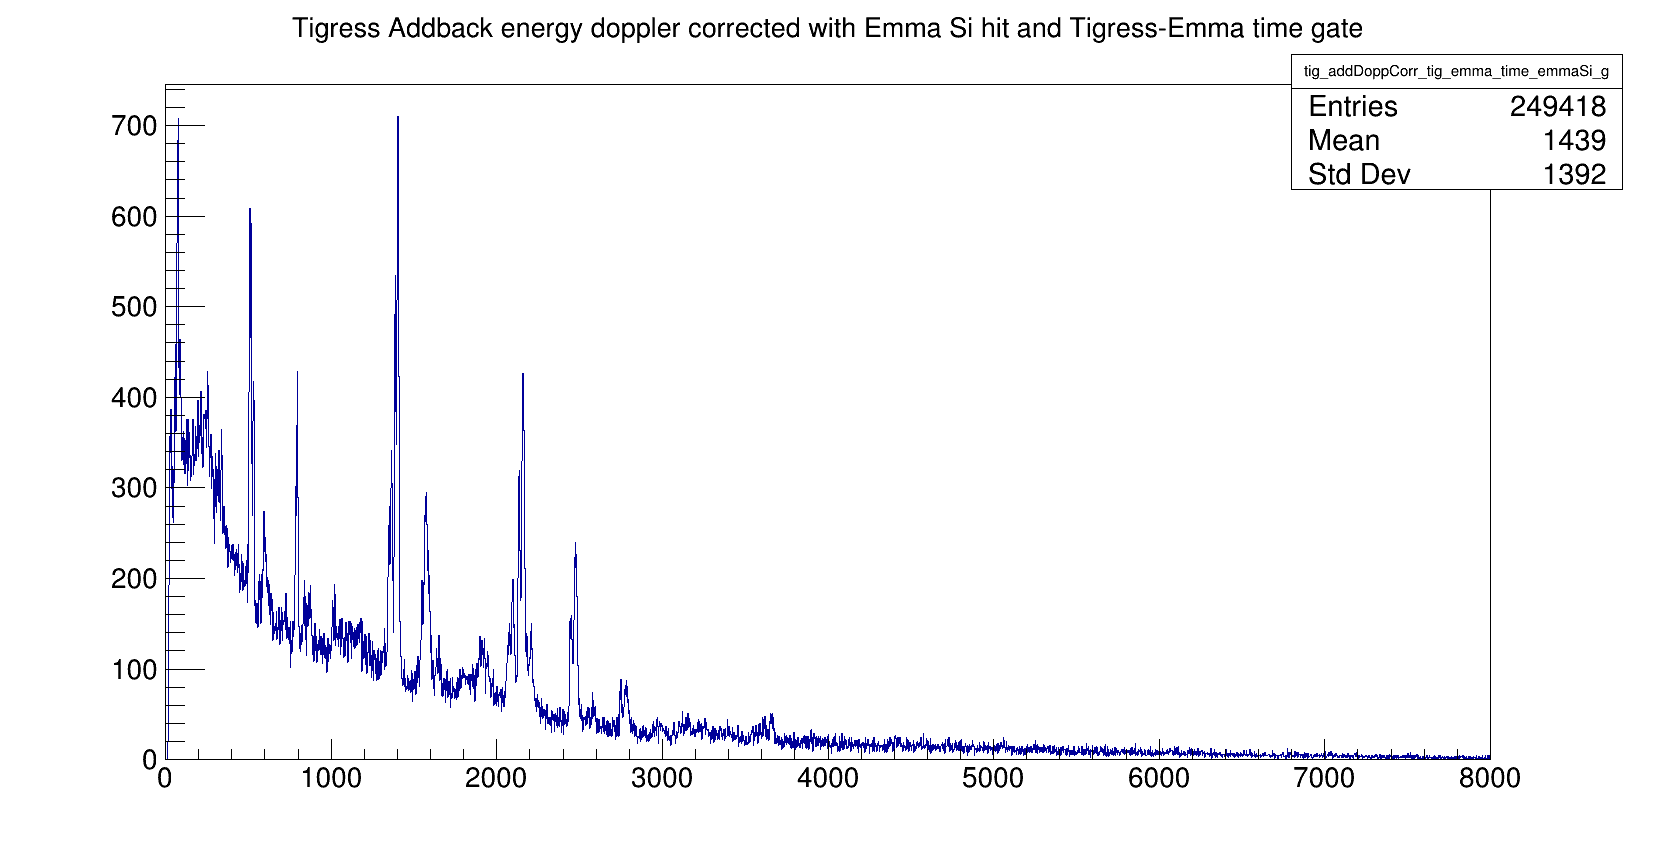 Tigress Addback energy doppler corrected with Emma Si hit and Tigress-Emma time gate
tig_addDoppCorr_tig_emma_time_emmaSi_g
Entries 249418
Mean 1439
Std Dev 1392
700
600
500
400
300
200
100
0
0 1000 2000 3000 4000 5000 6000 7000 8000